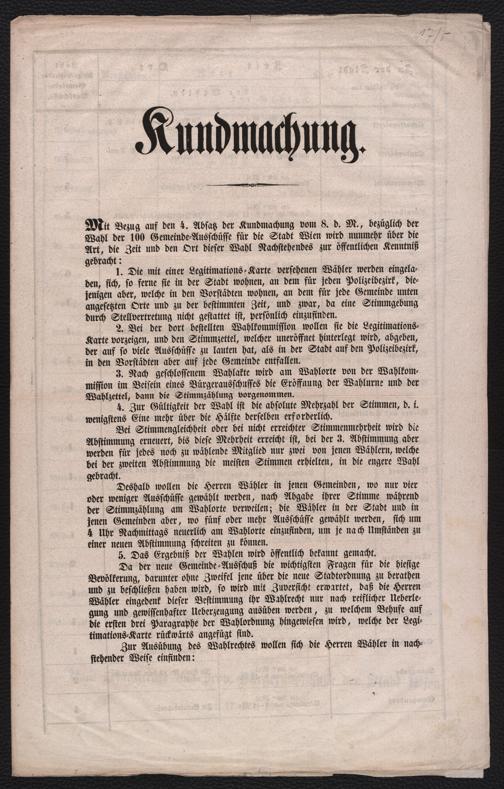 17/5
Kundmachung.
Mit Bezug auf den 4. Absatz der Kundmachung vom 8. d. M., bezüglich der
Wahl der 100 Gemeinde-Ausschüsse für die Stadt Wien wird nunmehr über die
Art, die Zeit und den Ort dieser Wahl Nachstehendes zur öffentlichen Kenntniß
gebracht:
1. Die mit einer Legitimations-Karte versehenen Wähler werden eingela-
den, sich, so ferne sie in der Stadt wohnen, an dem für jeden Polizeibezirk, die-
jenigen aber, welche in den Vorstädten wohnen, an dem für jede Gemeinde unten
angesetzten Orte und zu der bestimmten Zeit, und zwar, da eine Stimmgebung
durch Stellvertretung nicht gestattet ist, persönlich einzufinden.
2. Bei der dort bestellten Wahlkommission wollen sie die Legitimations-
Karte vorzeigen, und den Stimmzettel, welcher uneröffnet hinterlegt wird, abgeben,
der auf so viele Ausschüsse zu lauten hat, als in der Stadt auf den Polizeibezirk,
in den Vorstädten aber auf jede Gemeinde entfallen.
3. Nach geschlossenem Wahlakte wird am Wahlorte von der Wahlkom-
mission im Beisein eines Bürgerausschusses die Eröffnung der Wahlurne und der
Wahlzettel, dann die Stimmzählung vorgenommen.
4. Zur Gültigkeit der Wahl ist die absolute Mehrzahl der Stimmen, d. i.
wenigstens Eine mehr über die Hälfte derselben erforderlich.
Bei Stimmengleichheit oder bei nicht erreichter Stimmenmehrheit wird die
Abstimmung erneuert, bis diese Mehrheit erreicht ist, bei der 3. Abstimmung aber
werden für jedes noch zu wählende Mitglied nur zwei von jenen Wählern, welche
bei der zweiten Abstimmung die meisten Stimmen erhielten, in die engere Wahl
gebracht.
Deshalb wollen die Herren Wähler in jenen Gemeinden, wo nur vier
oder weniger Ausschüsse gewählt werden, nach Abgabe ihrer Stimme während
der Stimmzählung am Wahlorte verweilen; die Wähler in der Stadt und in
jenen Gemeinden aber, wo fünf oder mehr Ausschüsse gewählt werden, sich um
4 Uhr Nachmittags neuerlich am Wahlorte einzufinden, um je nach Umständen zu
einer neuen Abstimmung schreiten zu können.
5. Das Ergebniß der Wahlen wird öffentlich bekannt gemacht.
Da der neue Gemeinde-Ausschuß die wichtigsten Fragen für die hiesige
Bevölkerung, darunter ohne Zweifel jene über die neue Stadtordnung zu berathen
und zu beschließen haben wird, so wird mit Zuversicht erwartet, daß die Herren
Wähler eingedenk dieser Bestimmung ihr Wahlrecht nur nach reiflicher Ueberle-
gung und gewissenhafter Ueberzeugung ausüben werden, zu welchem Behufe auf
die ersten drei Paragraphe der Wahlordnung hingewiesen wird, welche der Legi-
timations-Karte rückwärts angefügt sind.
Zur Ausübung des Wahlrechts wollen sich die Herren Wähler in nach-
stehender Weise einfinden: